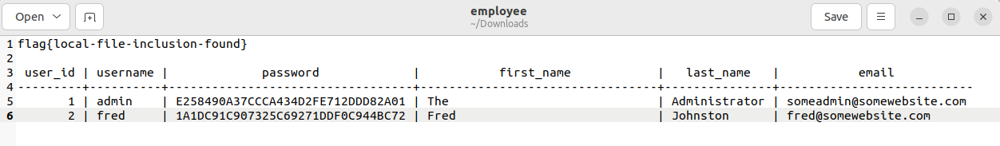 Open
employee
~/Downloads
Save
1 flag{local-file-inclusion-found}
2
3  user_id | username |             password             |           first_name            |   last_name   |           email
4 ---------+----------+----------------------------------+---------------------------------+---------------+---------------------------
5        1 | admin    | E258490A37CCCA434D2FE712DDD82A01 | The                             | Administrator | someadmin@somewebsite.com
6        2 | fred     | 1A1DC91C907325C69271DDF0C944BC72 | Fred                            | Johnston      | fred@somewebsite.com